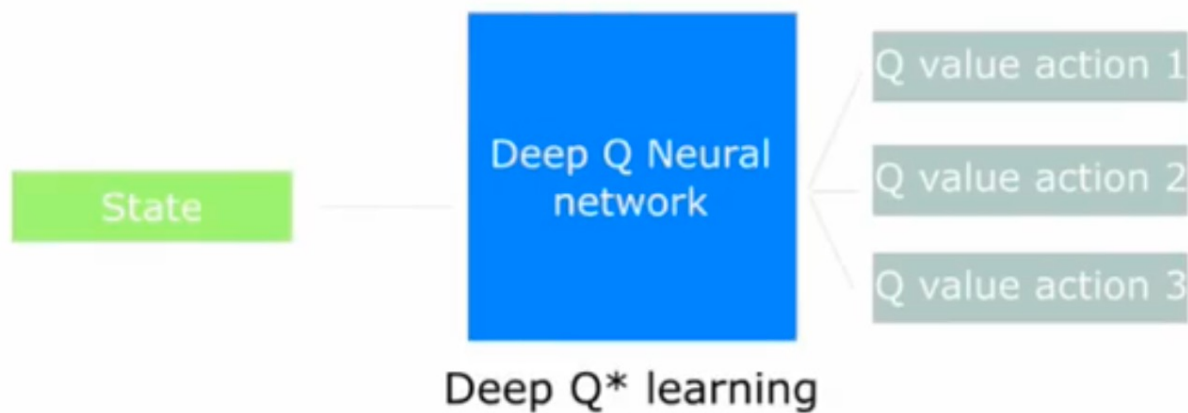 State
Deep Q Neural
network
Q value action 1
Q value action 2
Q value action 3
Deep Q* learning